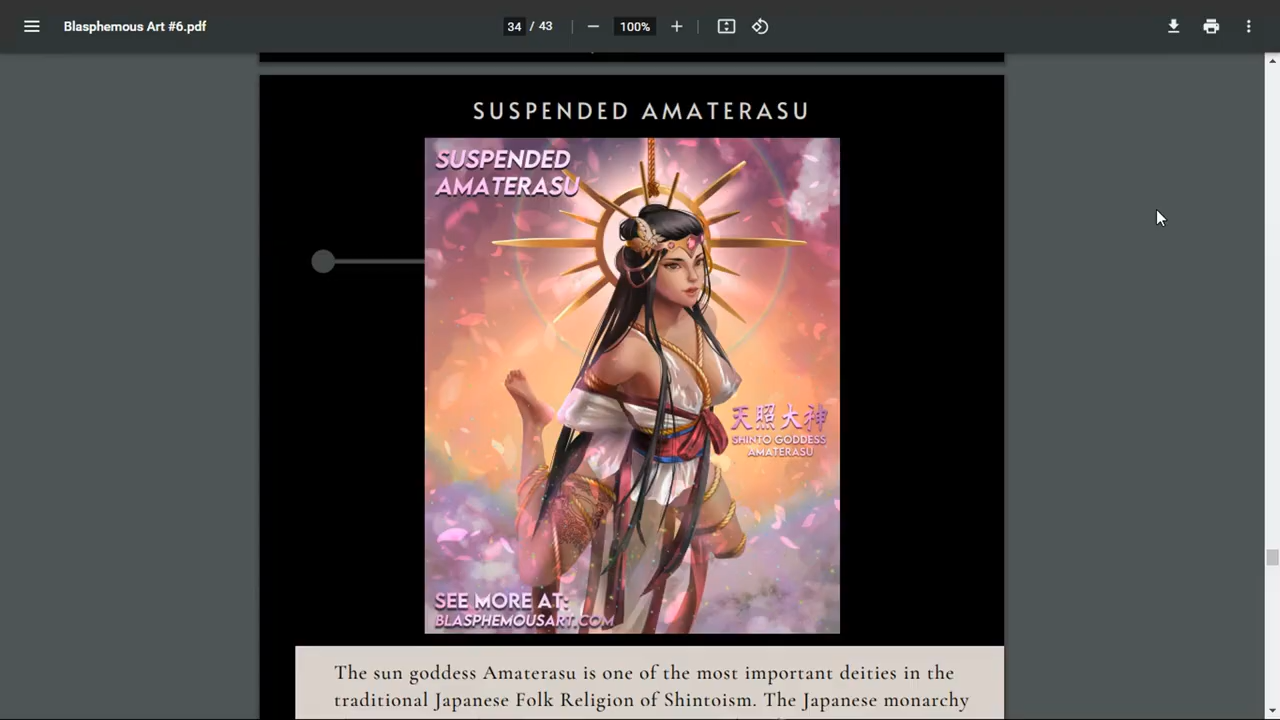 Blasphemous Art #6.pdf
34 / 43
100%
SUSPENDED AMATERASU
SUSPENDED
AMATERASU
天照大神
SHINTO GODDESS
AMATERASU
SEE MORE AT:
BLASPHEMOUSART.COM
The sun goddess Amaterasu is one of the most important deities in the
traditional Japanese Folk Religion of Shintoism. The Japanese monarchy